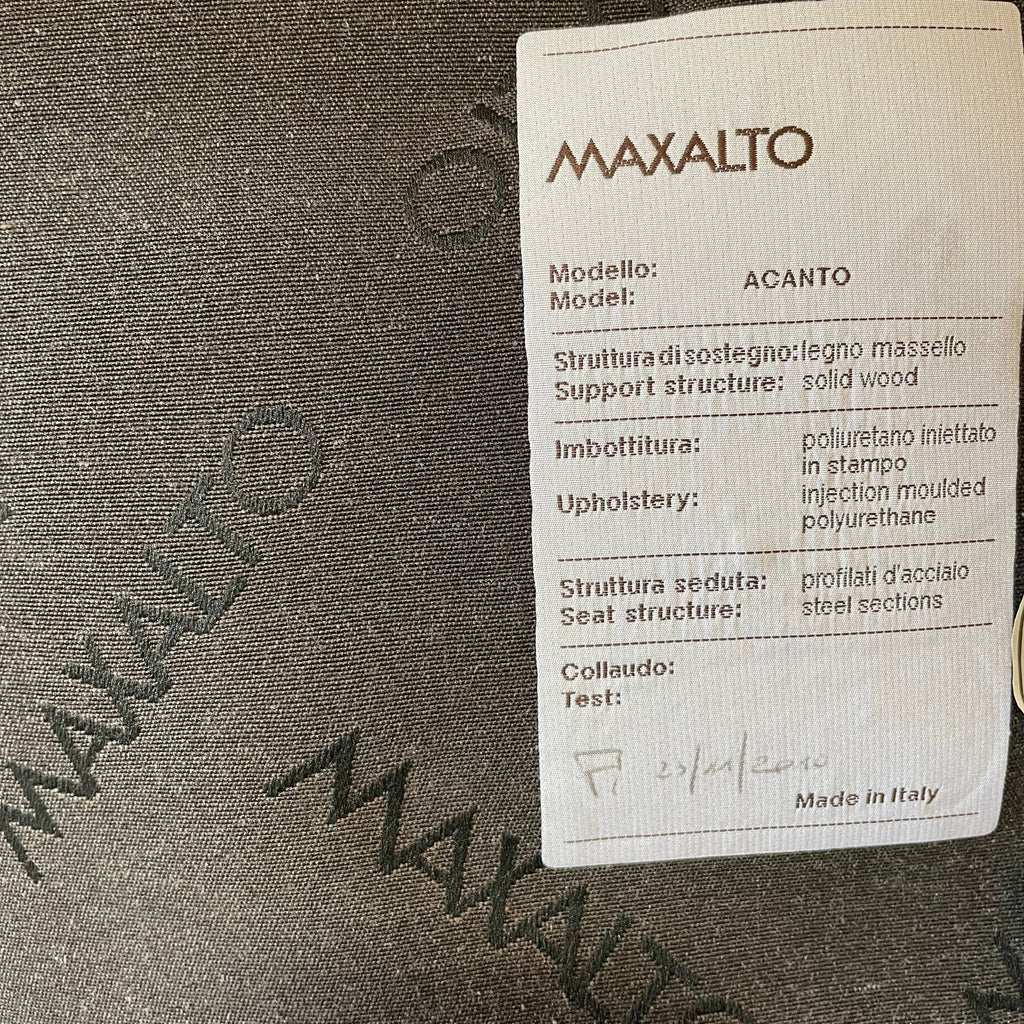 MAXALTO
Modello: ACANTO
Model:
Struttura di sostegno: legno massello
Support structure: solid wood
Imbottitura: poliuretano iniettato
in stampo
Upholstery: injection moulded
polyurethane
Struttura seduta: profilati d'acciaio
Seat structure: steel sections
Collaudo:
Test:
23/11/2010
Made in Italy
MAXALTO
MAXALTO